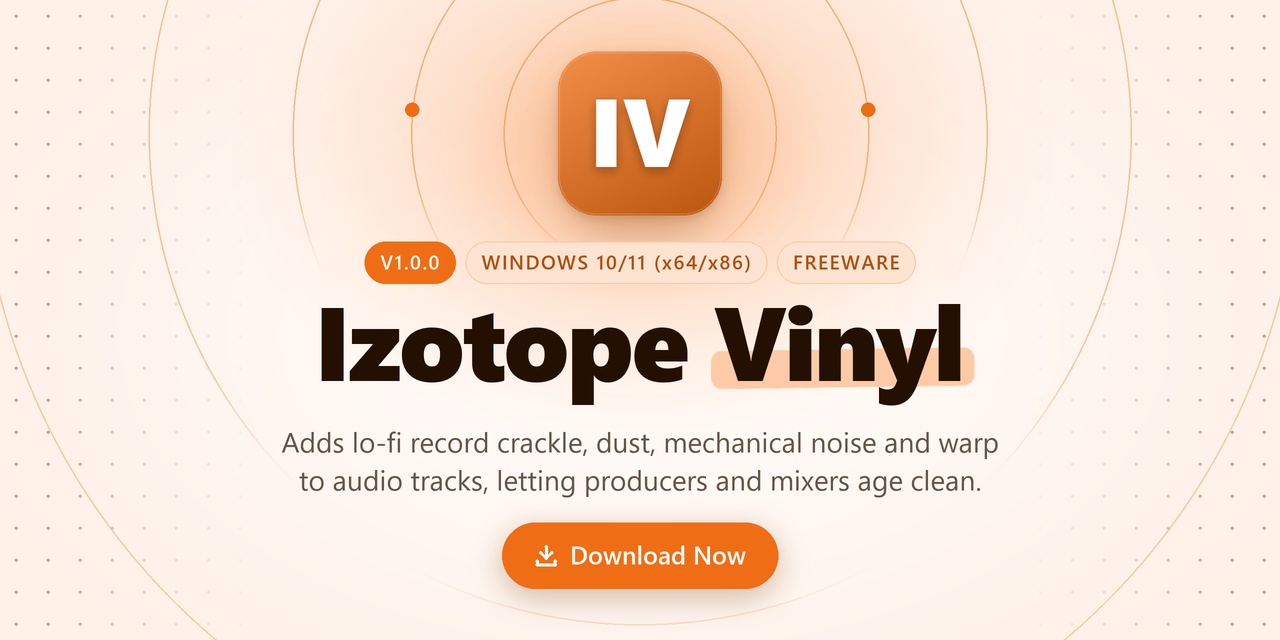 IV
V1.0.0
WINDOWS 10/11 (x64/x86)
FREEWARE
Izotope Vinyl
Adds lo-fi record crackle, dust, mechanical noise and warp
to audio tracks, letting producers and mixers age clean.
Download Now